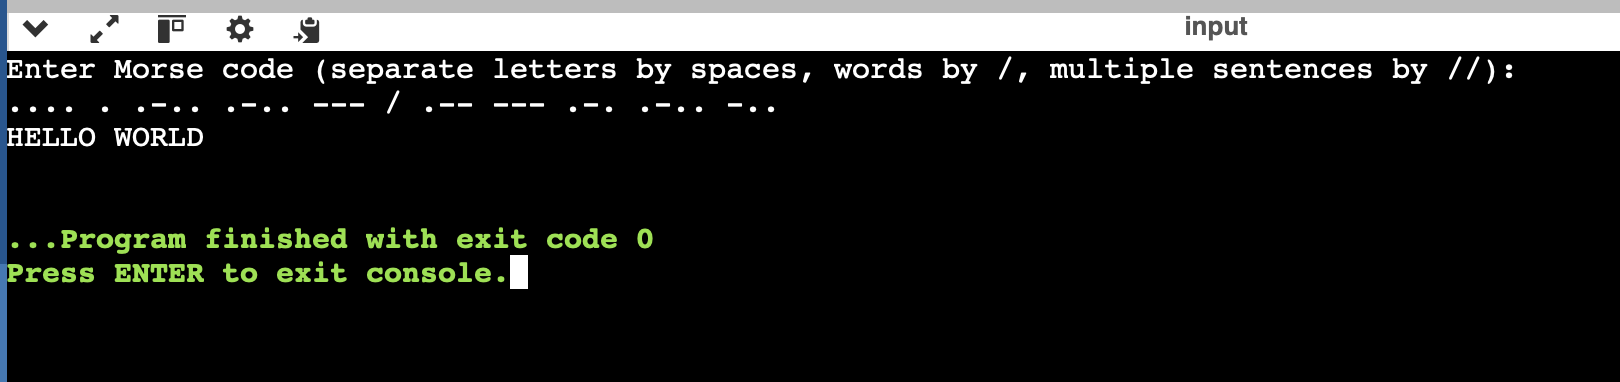 input
Enter Morse code (separate letters by spaces, words by /, multiple sentences by //):
.... . .-.. .-.. --- / .-- --- .-. .-.. -..
HELLO WORLD
...Program finished with exit code 0
Press ENTER to exit console.